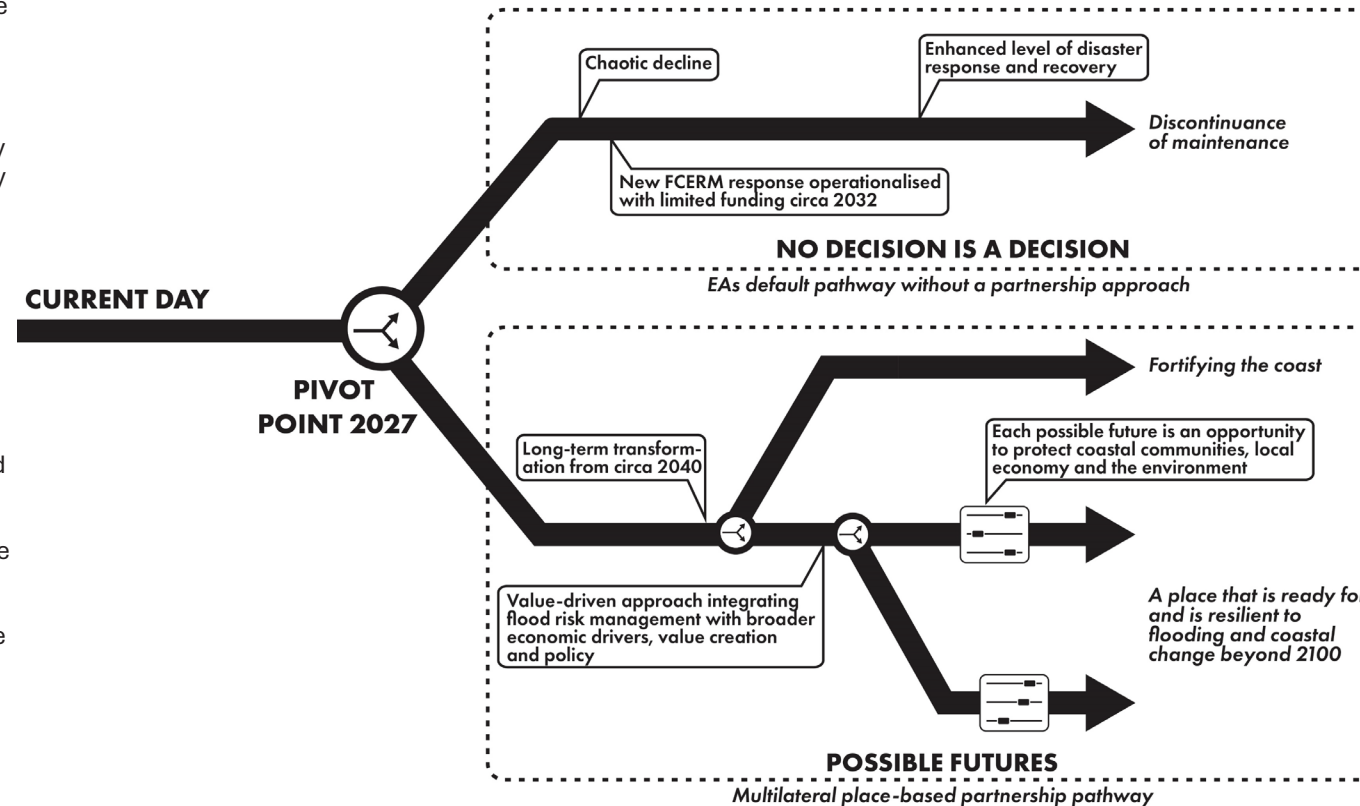 Chaotic decline
Enhanced level of disaster
response and recovery
Discontinuance
of maintenance
New FCERM response operationalised
with limited funding circa 2032
NO DECISION IS A DECISION
EAs default pathway without a partnership approach
CURRENT DAY
PIVOT
POINT 2027
Fortifying the coast
Long-term transform-
ation from circa 2040
Each possible future is an opportunity
to protect coastal communities, local
economy and the environment
Value-driven approach integrating
flood risk management with broader
economic drivers, value creation
and policy
A place that is ready
and is resilient to
flooding and coastal
change beyond 2100
POSSIBLE FUTURES
Multilateral place-based partnership pathway